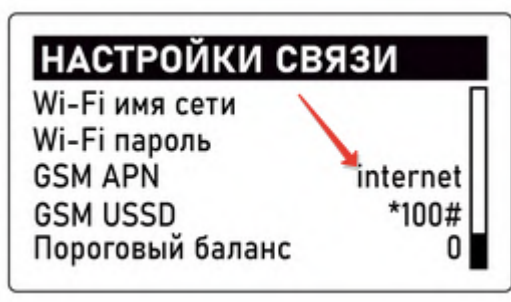 НАСТРОЙКИ СВЯЗИ
Wi-Fi имя сети
Wi-Fi пароль
GSM APN internet
GSM USSD *100#
Пороговый баланс 0